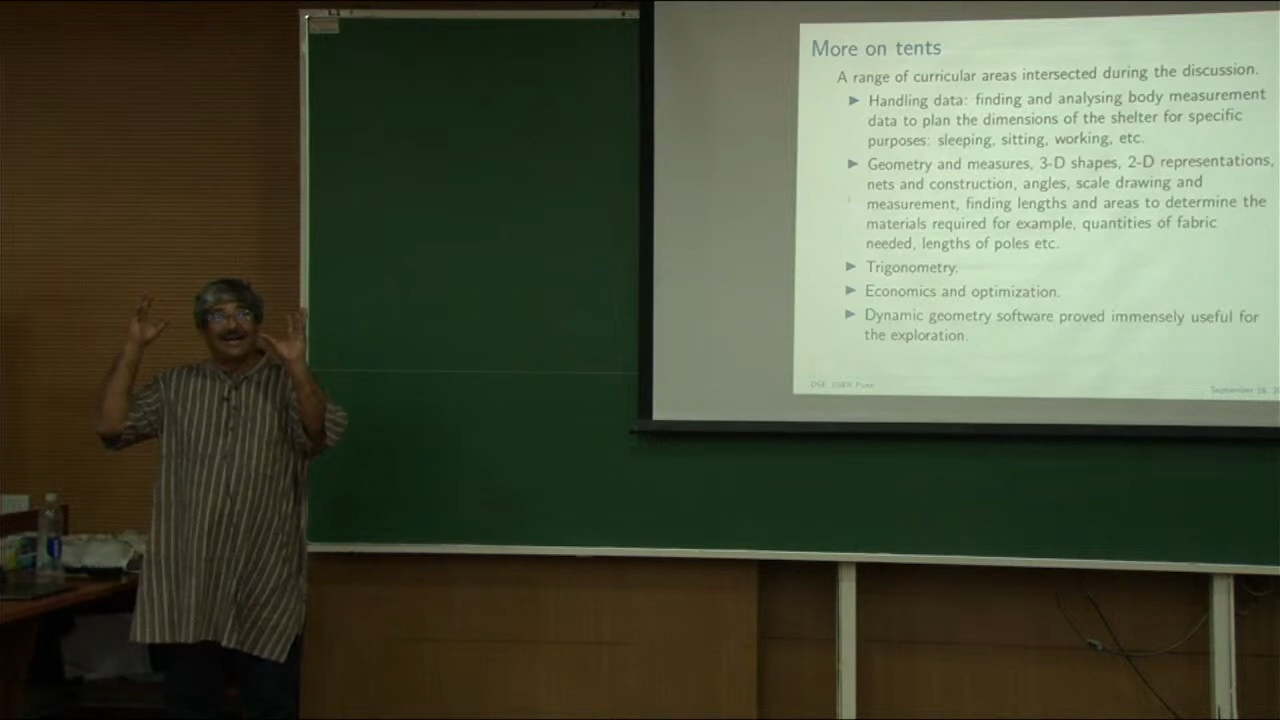 More on tents
A range of curricular areas intersected during the discussion.
▶ Handling data: finding and analysing body measurement
data to plan the dimensions of the shelter for specific
purposes: sleeping, sitting, working, etc.
▶ Geometry and measures, 3-D shapes, 2-D representations,
nets and construction, angles, scale drawing and
measurement, finding lengths and areas to determine the
materials required for example, quantities of fabric
needed, lengths of poles etc.
▶ Trigonometry.
▶ Economics and optimization.
▶ Dynamic geometry software proved immensely useful for
the exploration.